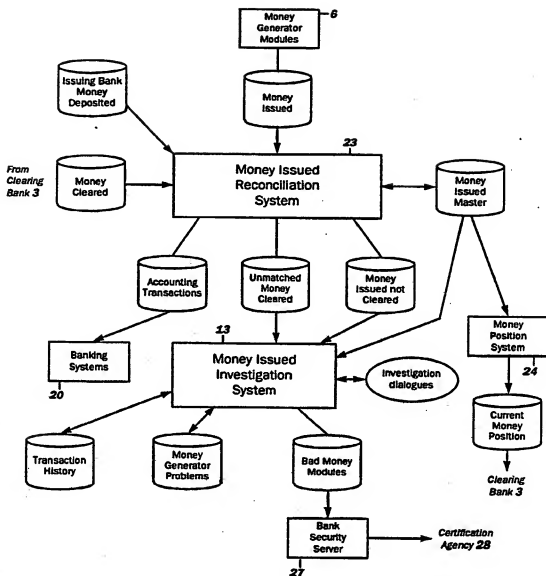 Money
Generator
Modules
6
Issuing Bank
Money
Deposited
Money
Issued
From
Clearing
Bank 3
Money
Cleared
23
Money Issued
Reconciliation
System
Money
Issued
Master
Accounting
Transactions
Unmatched
Money
Cleared
Money
Issued not
Cleared
Banking
Systems
20
13
Money Issued
Investigation
System
Investigation
dialogues
Money
Position
System
24
Transaction
History
Money
Generator
Problems
Bad Money
Modules
Current
Money
Position
Clearing
Bank 3
Bank
Security
Server
27
Certification
Agency 28